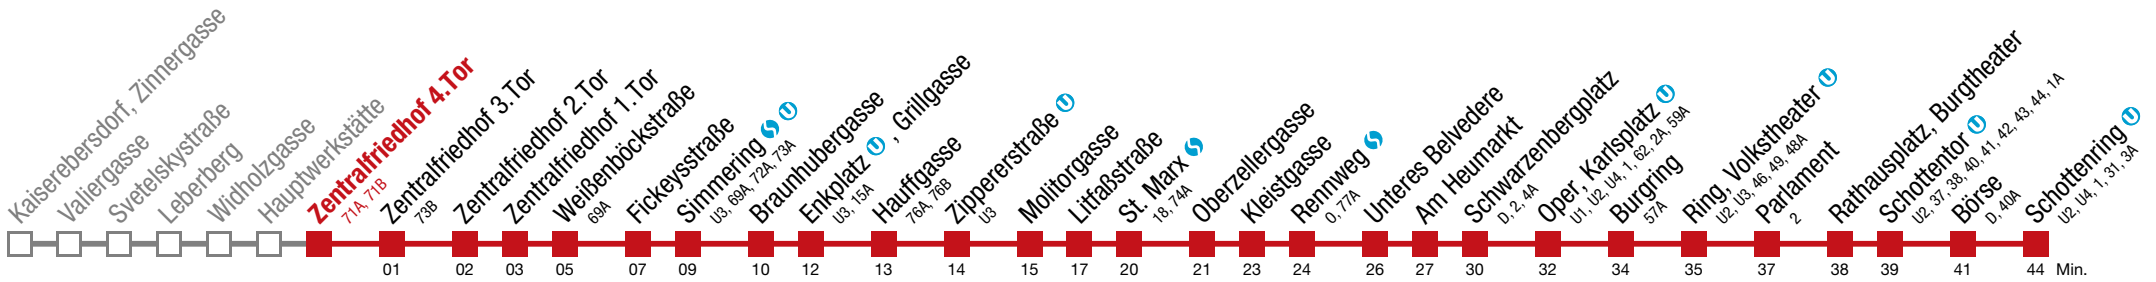 Kaiserebersdorf, Zinnergasse
Valiergasse
Svetelskystraße
Leberberg
Widholzgasse
Hauptwerkstätte
Zentralfriedhof 4.Tor
71A, 71B
Zentralfriedhof 3.Tor
73B
Zentralfriedhof 2.Tor
Zentralfriedhof 1.Tor
Weißenböckstraße
69A
Fickeysstraße
Simmering S U
U3, 69A, 72A, 73A
Braunhubergasse
Enkplatz U , Grillgasse
U3, 15A
Hauffgasse
76A, 76B
Zippererstraße U
U3
Molitorgasse
Litfaßstraße
St. Marx S
18, 74A
Oberzellergasse
Kleistgasse
Rennweg S
O, 77A
Unteres Belvedere
Am Heumarkt
Schwarzenbergplatz
D, 2, 4A
Oper, Karlsplatz U
U1, U2, U4, 1, 62, 2A, 59A
Burgring
57A
Ring, Volkstheater U
U2, U3, 46, 49, 48A
Parlament
2
Rathausplatz, Burgtheater
Schottentor U
U2, 37, 38, 40, 41, 42, 43, 44, 1A
Börse
D, 40A
Schottenring U
U2, U4, 1, 31, 3A
01 02 03 05 07 09 10 12 13 14 15 17 20 21 23 24 26 27 30 32 34 35 37 38 39 41 44 Min.